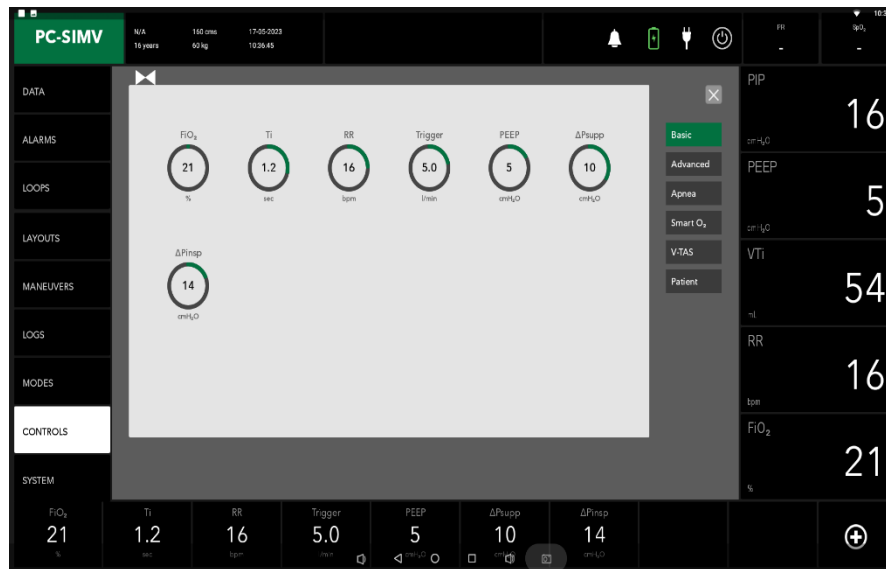 PC-SIMV
N/A 160 cms 17-05-2023
16 years 60 kg 10:36:45
PR SpO₂
- -
DATA
ALARMS
LOOPS
LAYOUTS
MANEUVERS
LOGS
MODES
CONTROLS
SYSTEM
FiO₂ Ti RR Trigger PEEP ΔPsupp
21 1.2 16 5.0 5 10
% sec bpm l/min cmH₂O cmH₂O
ΔPinsp
14
cmH₂O
Basic
Advanced
Apnea
Smart O₂
V-TAS
Patient
PIP
16
cmH₂O
PEEP
5
cmH₂O
VTi
54
ml
RR
16
bpm
FiO₂
21
%
FiO₂ Ti RR Trigger PEEP ΔPsupp ΔPinsp
21 1.2 16 5.0 5 10 14
% sec bpm l/min cmH₂O cmH₂O cmH₂O